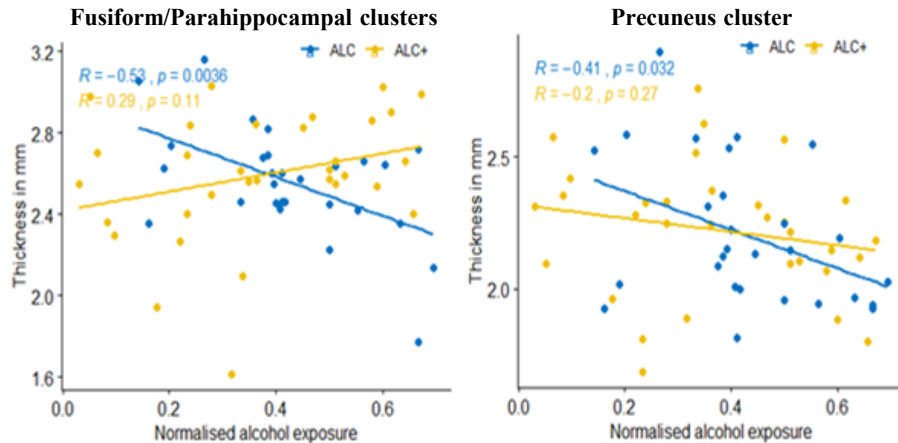 Fusiform/Parahippocampal clusters
ALC ALC+
R = −0.53 , p = 0.0036
R = 0.29 , p = 0.11
3.2
2.8
2.4
2.0
1.6
Thickness in mm
0.0 0.2 0.4 0.6
Normalised alcohol exposure
Precuneus cluster
ALC ALC+
R = −0.41 , p = 0.032
R = −0.2 , p = 0.27
2.5
2.0
Thickness in mm
0.0 0.2 0.4 0.6
Normalised alcohol exposure